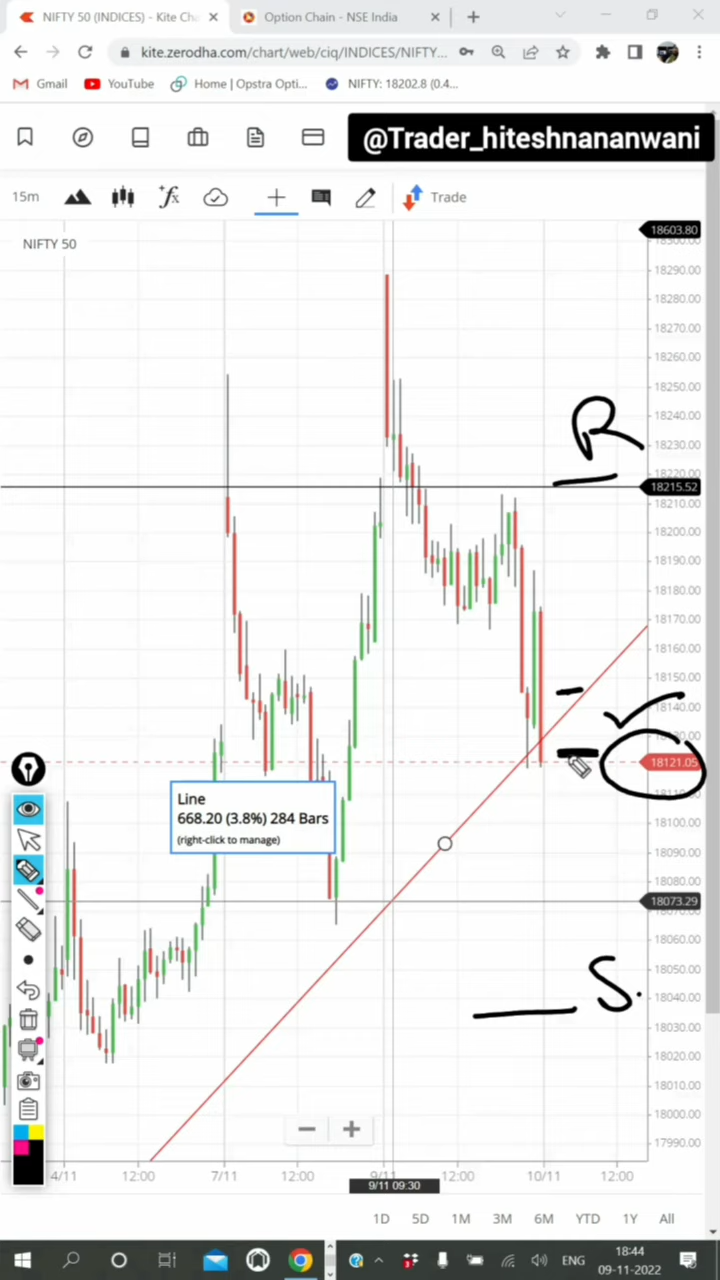 NIFTY 50 (INDICES) - Kite Cha
Option Chain - NSE India
kite.zerodha.com/chart/web/ciq/INDICES/NIFTY...
Gmail
YouTube
Home | Opstra Opti...
NIFTY: 18202.8 (0.4...
@Trader_hiteshnananwani
15m
Trade
NIFTY 50
18603.80
18290.00
18280.00
18270.00
18260.00
18250.00
18240.00
R
18230.00
18220.00
18215.52
18210.00
18200.00
18190.00
18180.00
18170.00
18160.00
18150.00
18140.00
18121.05
Line
668.20 (3.8%) 284 Bars
(right-click to manage)
18100.00
18090.00
18080.00
18073.29
18060.00
18050.00
S.
18040.00
18030.00
18020.00
18010.00
18000.00
17990.00
4/11 12:00 7/11 12:00 9/11 12:00 10/11 12:00
9/11 09:30
1D 5D 1M 3M 6M YTD 1Y All
ENG
18:44
09-11-2022